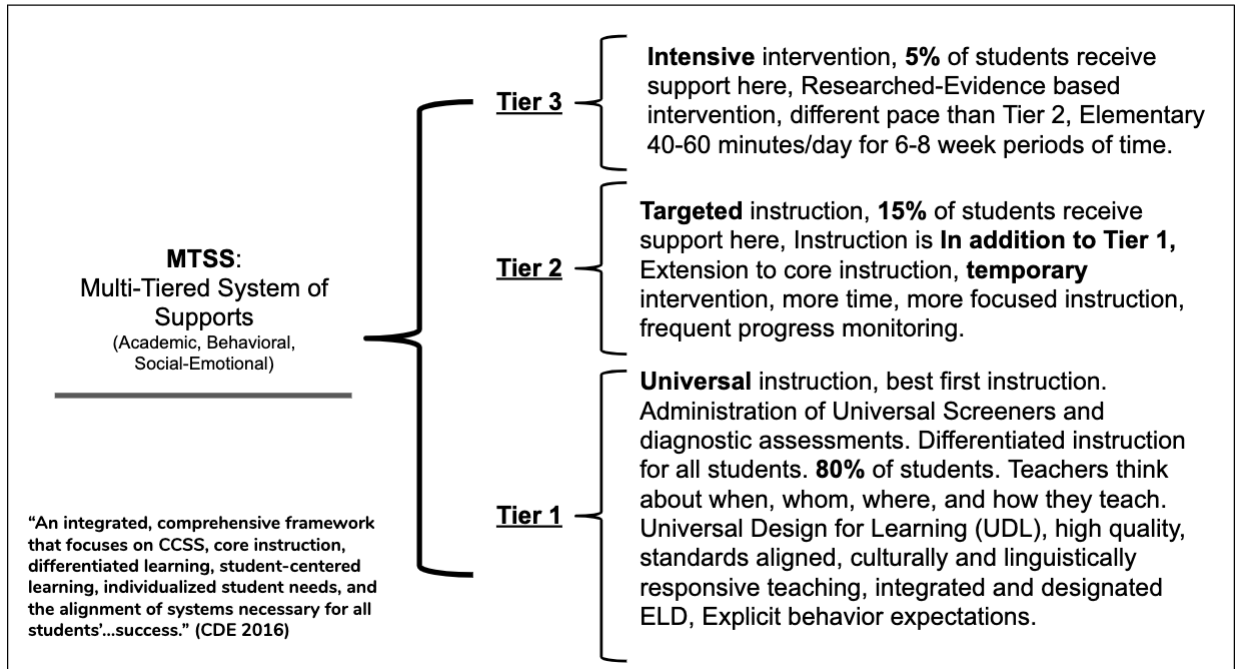 MTSS:
Multi-Tiered System of
Supports
(Academic, Behavioral,
Social-Emotional)
“An integrated, comprehensive framework
that focuses on CCSS, core instruction,
differentiated learning, student-centered
learning, individualized student needs, and
the alignment of systems necessary for all
students’...success.” (CDE 2016)
Tier 3
Intensive intervention, 5% of students receive
support here, Researched-Evidence based
intervention, different pace than Tier 2, Elementary
40-60 minutes/day for 6-8 week periods of time.
Tier 2
Targeted instruction, 15% of students receive
support here, Instruction is In addition to Tier 1,
Extension to core instruction, temporary
intervention, more time, more focused instruction,
frequent progress monitoring.
Tier 1
Universal instruction, best first instruction.
Administration of Universal Screeners and
diagnostic assessments. Differentiated instruction
for all students. 80% of students. Teachers think
about when, whom, where, and how they teach.
Universal Design for Learning (UDL), high quality,
standards aligned, culturally and linguistically
responsive teaching, integrated and designated
ELD, Explicit behavior expectations.